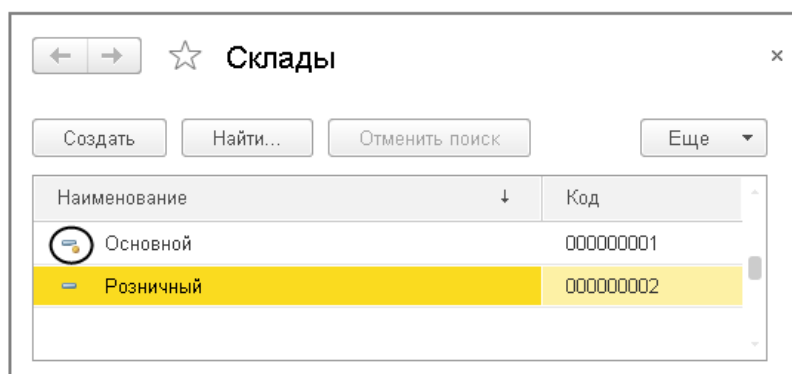 Склады
Создать Найти... Отменить поиск Еще
Наименование Код
Основной 000000001
Розничный 000000002